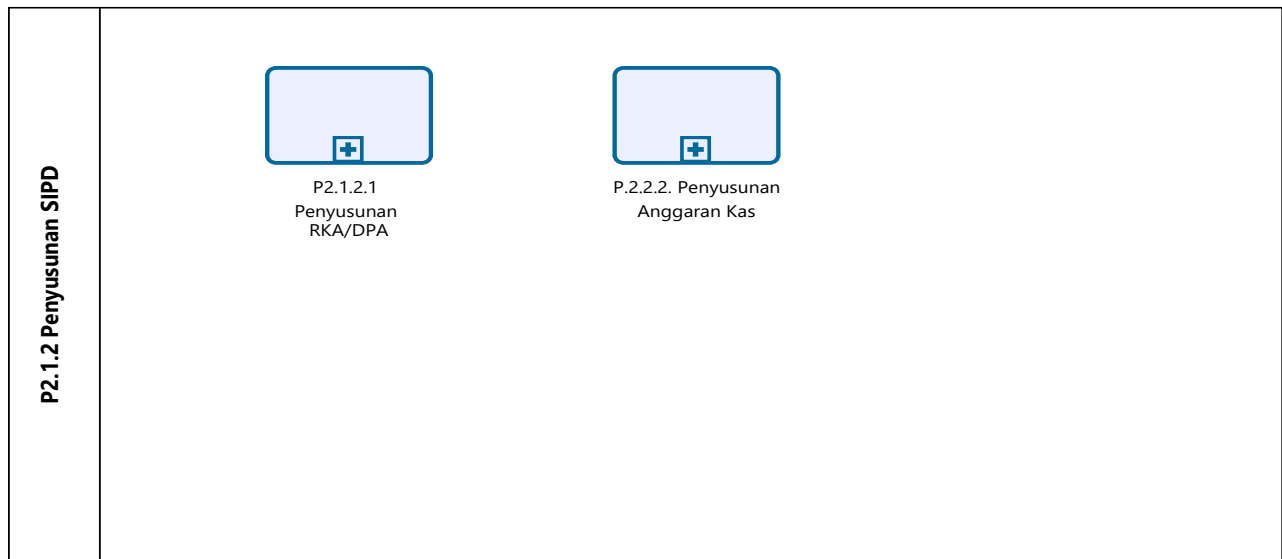 P2.1.2 Penyusunan SIPD
P2.1.2.1
Penyusunan
RKA/DPA
P.2.2.2. Penyusunan
Anggaran Kas